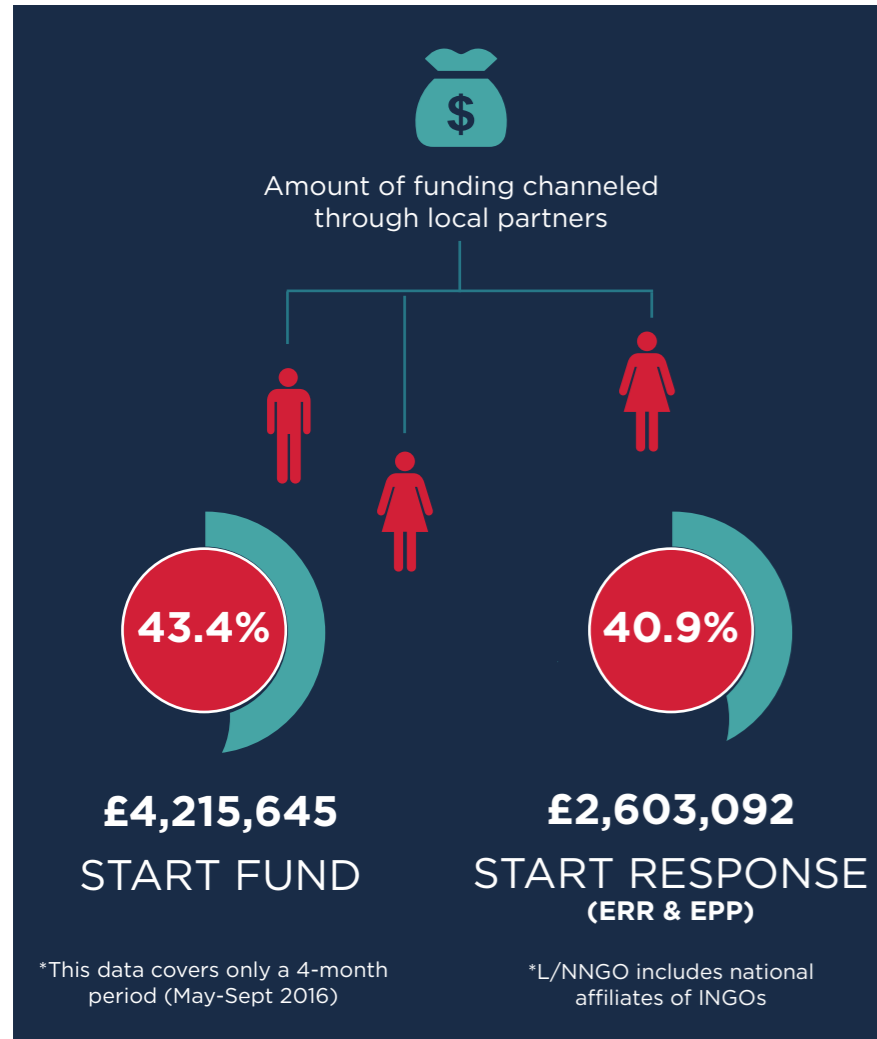 $
Amount of funding channeled
through local partners
43.4%
40.9%
£4,215,645
START FUND
£2,603,092
START RESPONSE
(ERR & EPP)
*This data covers only a 4-month
period (May-Sept 2016)
*L/NNGO includes national
affiliates of INGOs